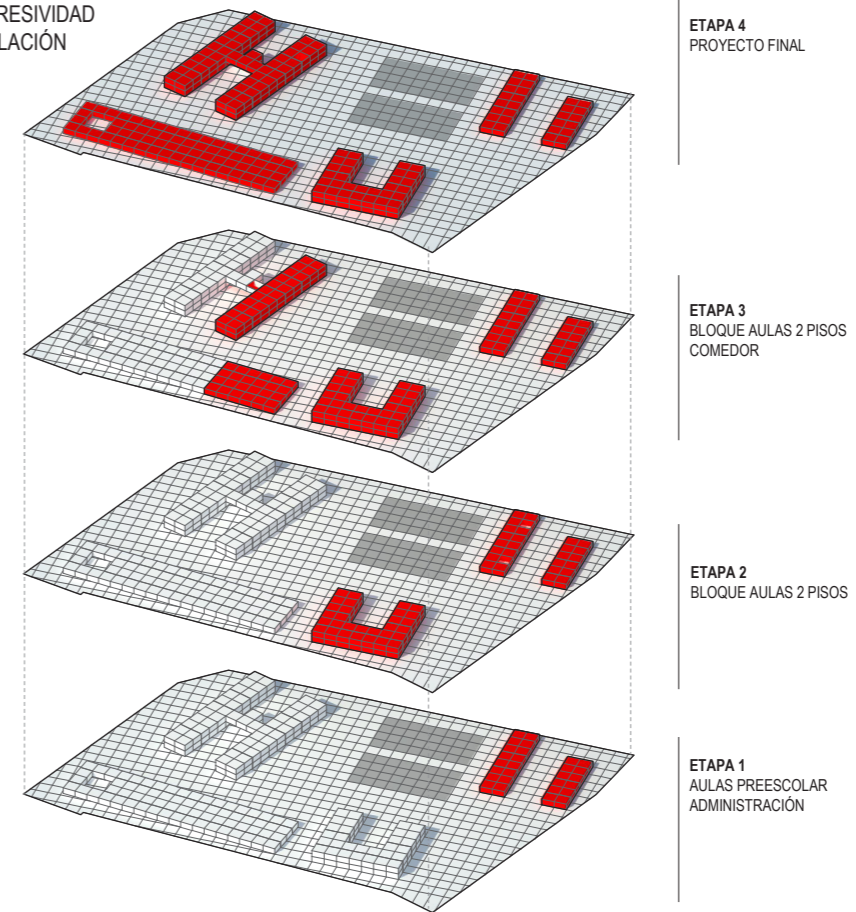 RESIVIDAD
LACIÓN
ETAPA 4
PROYECTO FINAL
ETAPA 3
BLOQUE AULAS 2 PISOS
COMEDOR
ETAPA 2
BLOQUE AULAS 2 PISOS
ETAPA 1
AULAS PREESCOLAR
ADMINISTRACIÓN